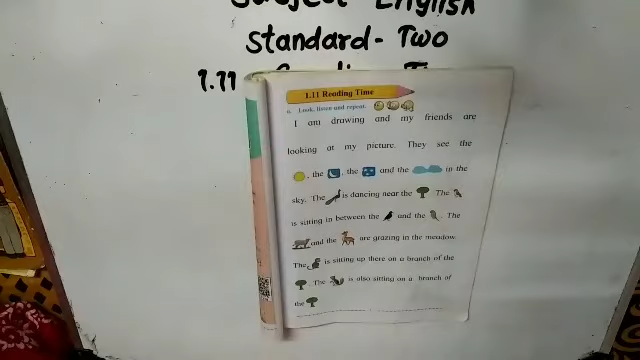 Subject English
Standard- Two
1.11
1.11 Reading Time
a. Look, listen and repeat.
I am drawing and my friends are
looking at my picture. They see the
, the , the and the in the
sky. The is dancing near the . The
is sitting in between the and the . The
and the are grazing in the meadow.
The is sitting up there on a branch of the
. The is also sitting on a branch of
the